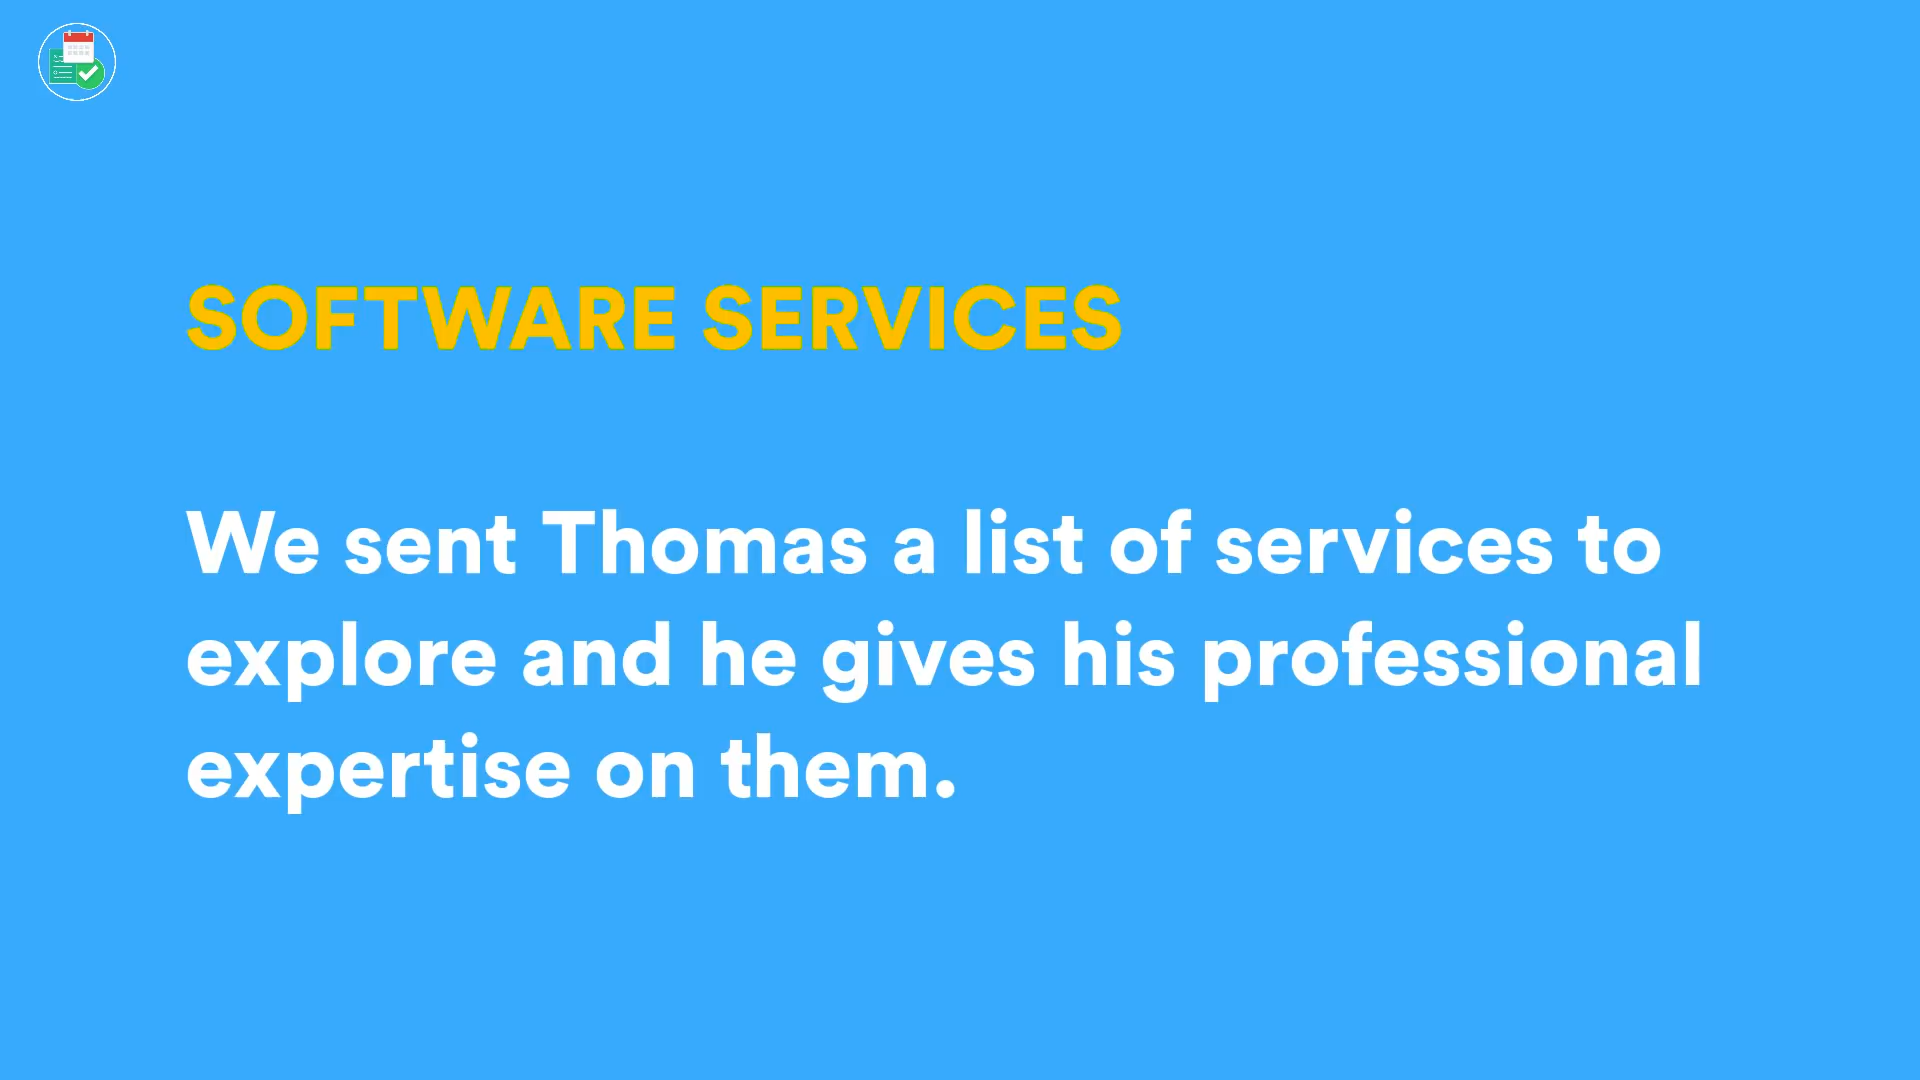 SOFTWARE SERVICES
We sent Thomas a list of services to
explore and he gives his professional
expertise on them.